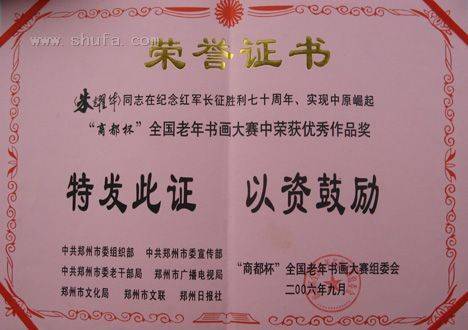 www.shufa.com
荣誉证书
朱耀华同志在纪念红军长征胜利七十周年、实现中原崛起
“商都杯”全国老年书画大赛中荣获优秀作品奖
特发此证 以资鼓励
中共郑州市委组织部 中共郑州市委宣传部
中共郑州市委老干部局 郑州市广播电视局
郑州市文化局 郑州市文联 郑州日报社
“商都杯”全国老年书画大赛组委会
二00六年九月